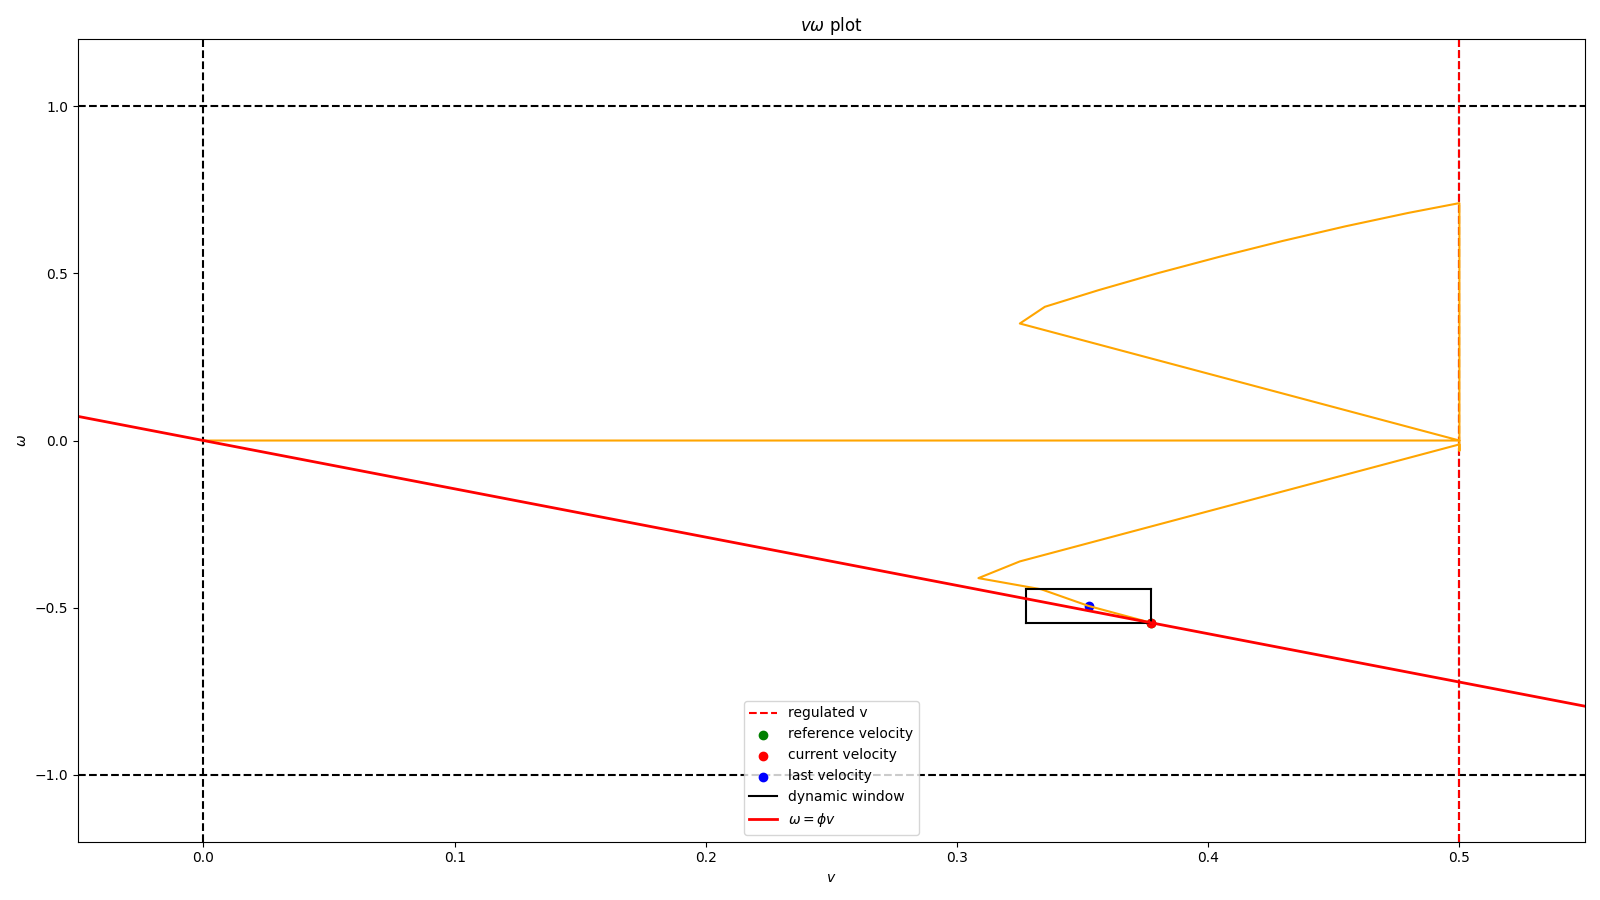 vω plot
1.0
0.5
0.0
−0.5
−1.0
ω
regulated v
reference velocity
current velocity
last velocity
dynamic window
ω = ϕv
0.0 0.1 0.2 0.3 0.4 0.5
v